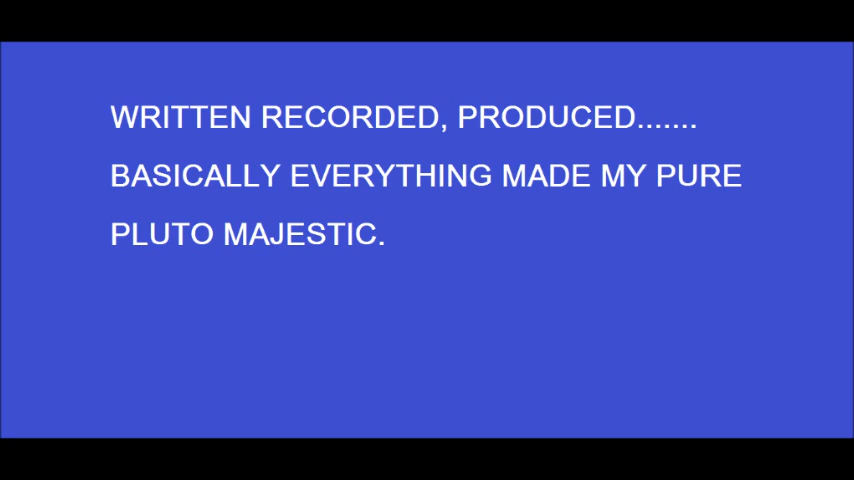 WRITTEN RECORDED, PRODUCED.......
BASICALLY EVERYTHING MADE MY PURE
PLUTO MAJESTIC.